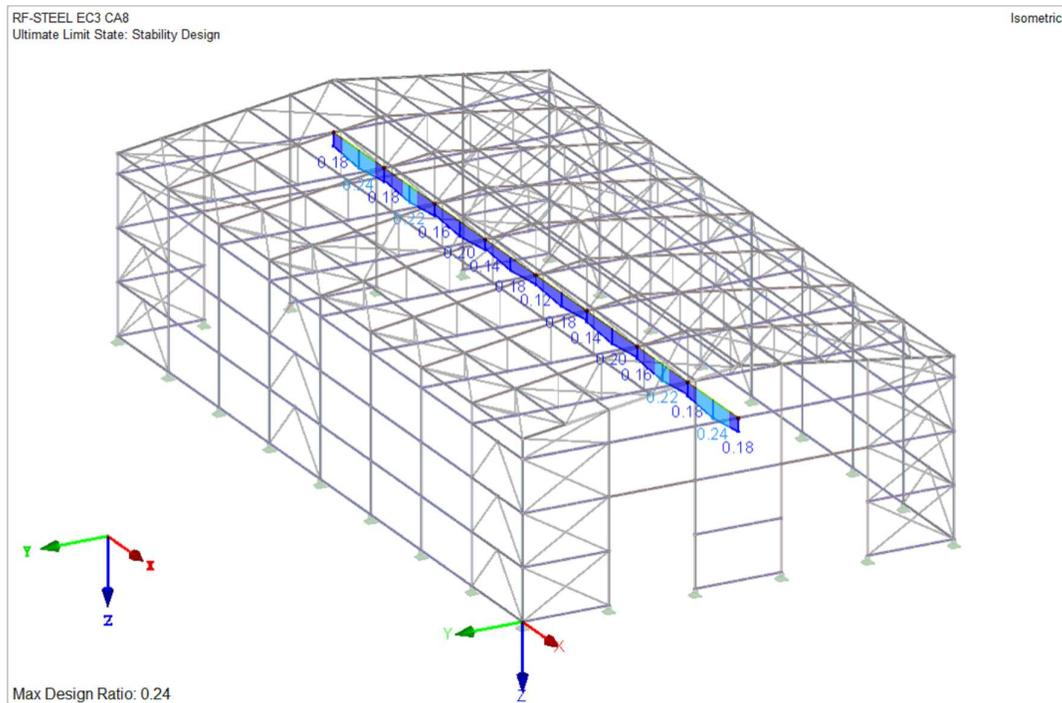 RF-STEEL EC3 CA8
Isometric
Ultimate Limit State: Stability Design
0.18
0.24
0.18
0.22
0.16
0.20
0.14
0.18
0.12
0.18
0.14
0.20
0.16
0.22
0.18
0.24
0.18
Y
X
Z
Y
X
Z
Max Design Ratio: 0.24